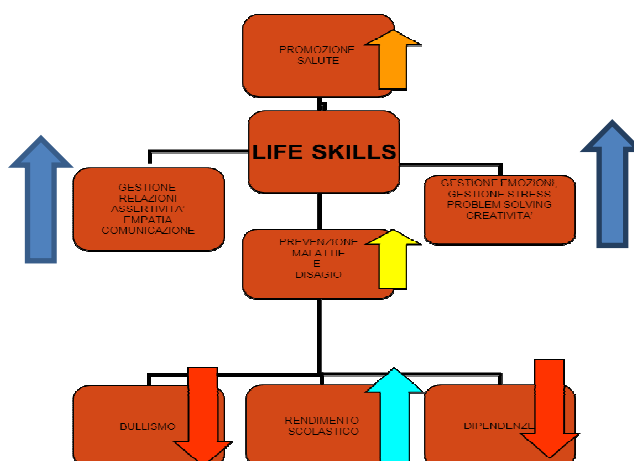 PROMOZIONE
SALUTE
LIFE SKILLS
GESTIONE
RELAZIONI
ASSERTIVITA'
EMPATIA
COMUNICAZIONE
GESTIONE EMOZIONI,
GESTIONE STRESS
PROBLEM SOLVING
CREATIVITA'
PREVENZIONE
MALATTIE
E
DISAGIO
BULLISMO
RENDIMENTO
SCOLASTICO
DIPENDENZE